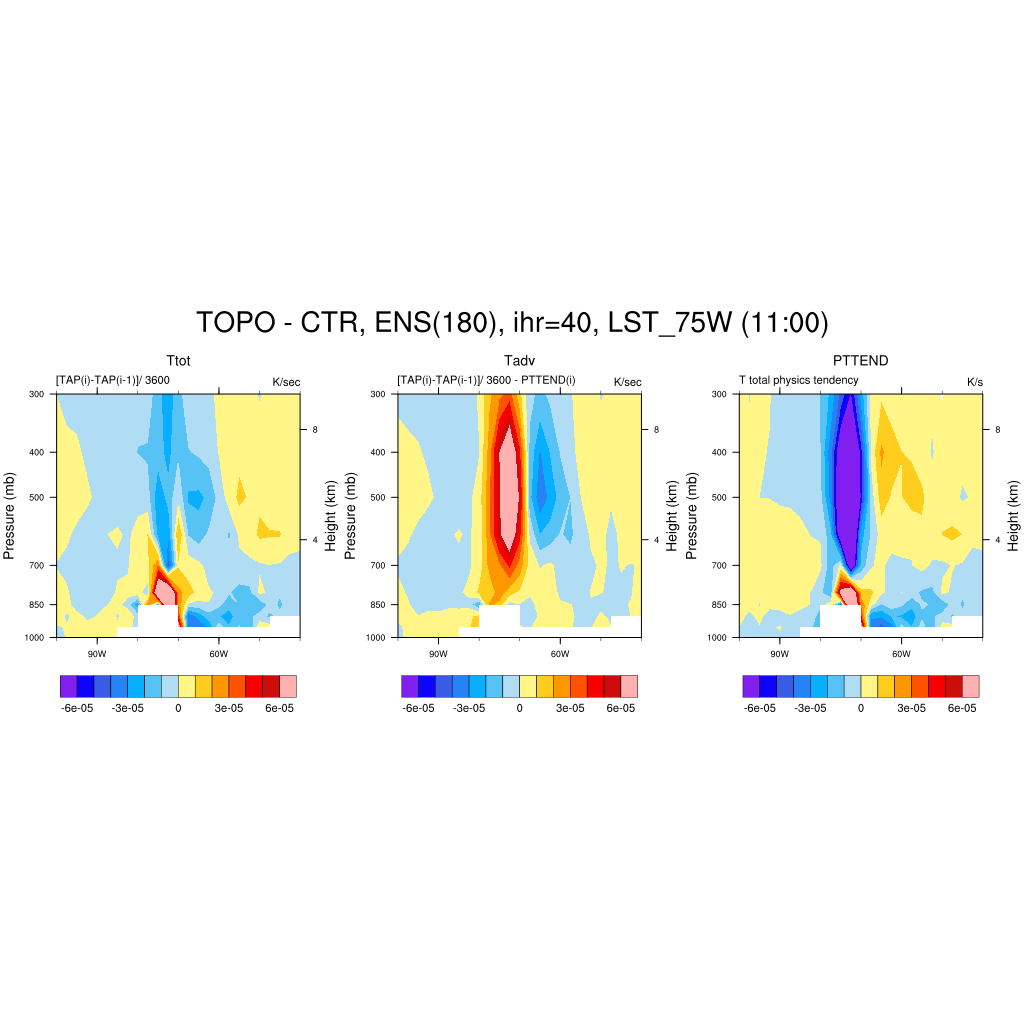 TOPO - CTR, ENS(180), ihr=40, LST_75W (11:00)
Ttot
[TAP(i)-TAP(i-1)]/ 3600 K/sec
300
400
500
700
850
1000
Pressure (mb)
8
4
Height (km)
90W 60W
-6e-05 -3e-05 0 3e-05 6e-05
Tadv
[TAP(i)-TAP(i-1)]/ 3600 - PTTEND(i) K/sec
300
400
500
700
850
1000
Pressure (mb)
8
4
Height (km)
90W 60W
-6e-05 -3e-05 0 3e-05 6e-05
PTTEND
T total physics tendency K/s
300
400
500
700
850
1000
Pressure (mb)
8
4
Height (km)
90W 60W
-6e-05 -3e-05 0 3e-05 6e-05